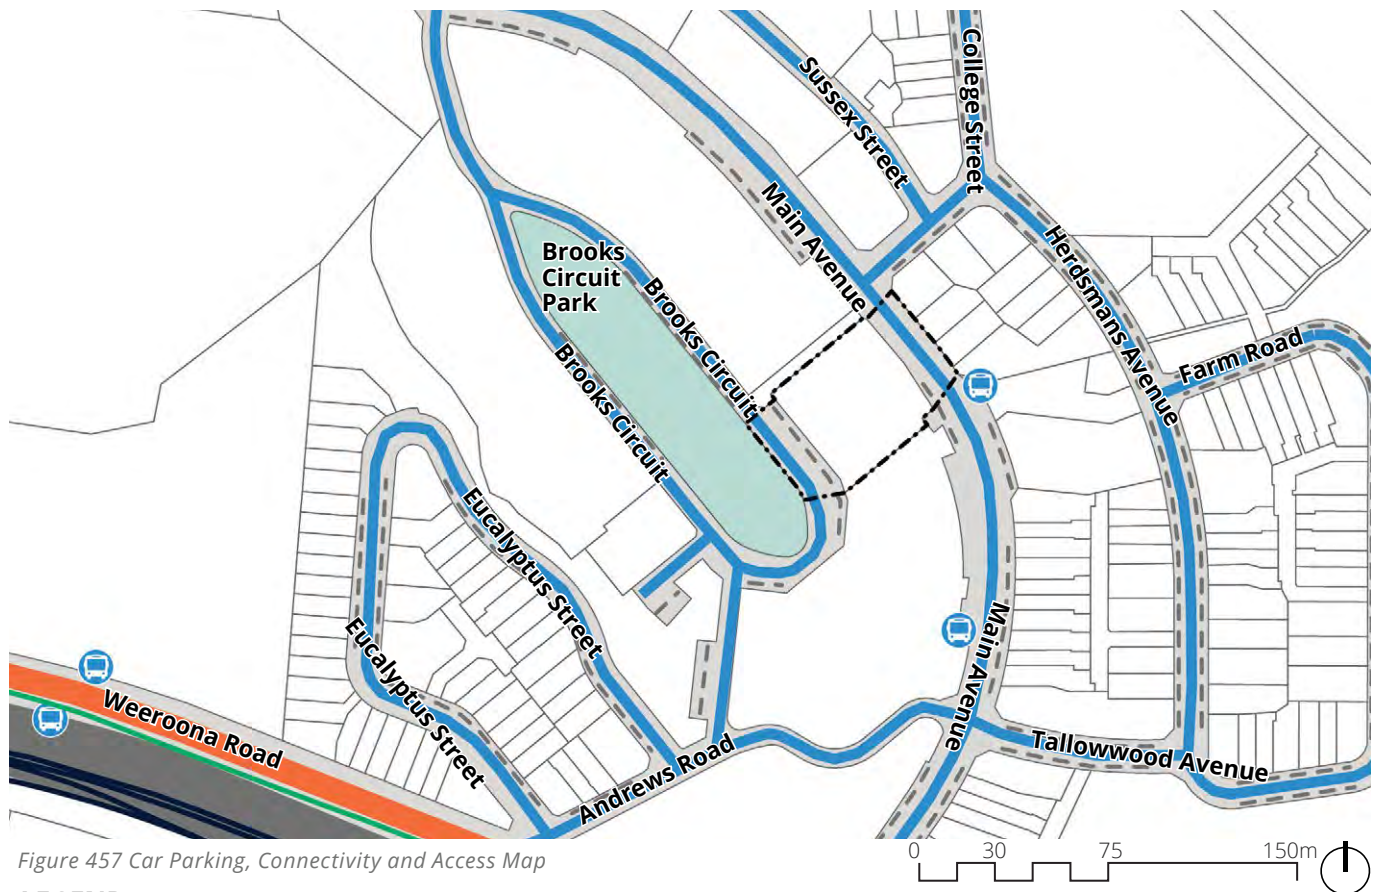 Sussex Street
College Street
Main Avenue
Herdsmans Avenue
Brooks
Circuit
Park
Brooks Circuit
Brooks Circuit
Farm Road
Eucalyptus Street
Eucalyptus Street
Main Avenue
Weeroona Road
Andrews Road
Tallowwood Avenue
Figure 457 Car Parking, Connectivity and Access Map
0 30 75 150m